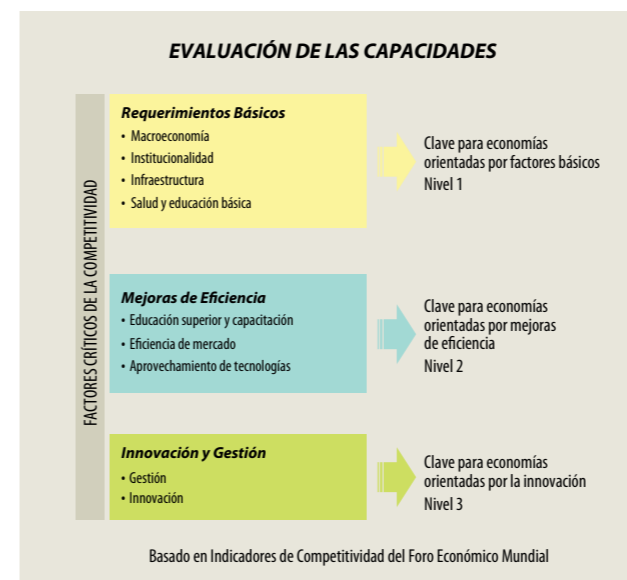 EVALUACIÓN DE LAS CAPACIDADES
FACTORES CRÍTICOS DE LA COMPETITIVIDAD
Requerimientos Básicos
• Macroeconomía
• Institucionalidad
• Infraestructura
• Salud y educación básica
Clave para economías
orientadas por factores básicos
Nivel 1
Mejoras de Eficiencia
• Educación superior y capacitación
• Eficiencia de mercado
• Aprovechamiento de tecnologías
Clave para economías
orientadas por mejoras
de eficiencia
Nivel 2
Innovación y Gestión
• Gestión
• Innovación
Clave para economías
orientadas por la innovación
Nivel 3
Basado en Indicadores de Competitividad del Foro Económico Mundial